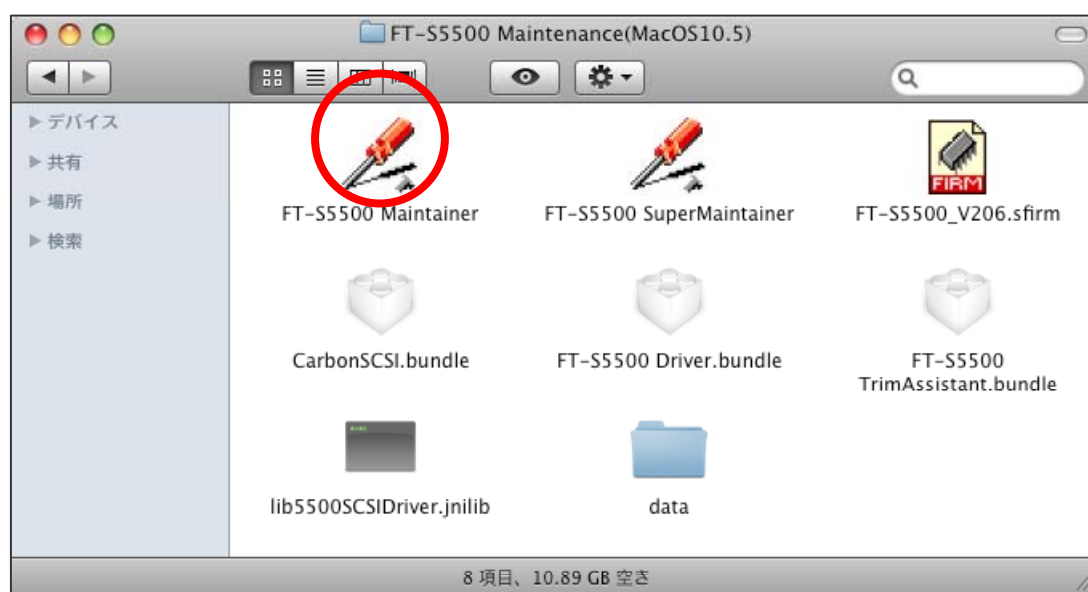 FT-S5500 Maintenance(MacOS10.5)
デバイス
共有
場所
検索
FT-S5500 Maintainer
FT-S5500 SuperMaintainer
FIRM
FT-S5500_V206.sfirm
CarbonSCSI.bundle
FT-S5500 Driver.bundle
FT-S5500
TrimAssistant.bundle
lib5500SCSIDriver.jnilib
data
8 項目、10.89 GB 空き